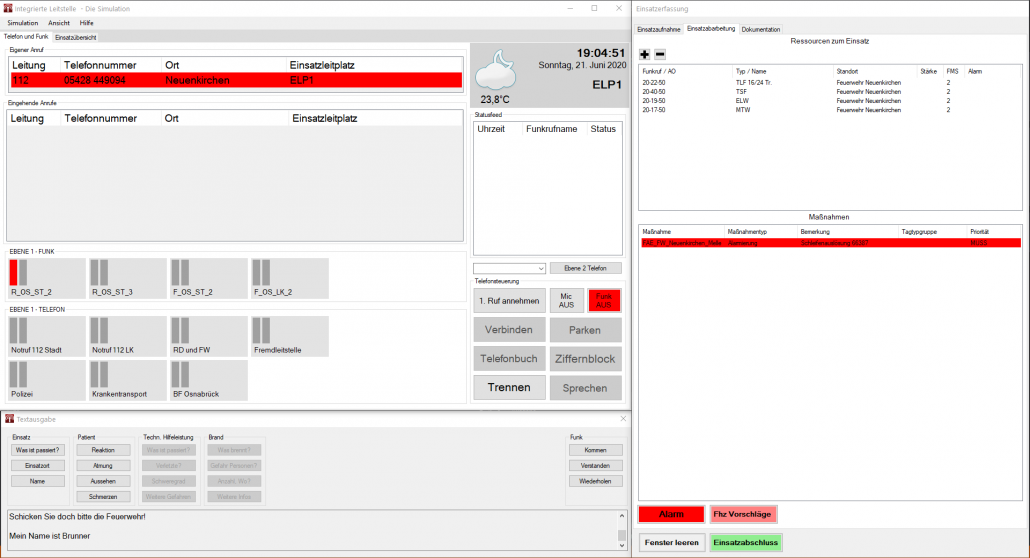 Integrierte Leitstelle - Die Simulation
Simulation Ansicht Hilfe
Telefon und Funk Einsatzübersicht
Eigener Anruf
Leitung Telefonnummer Ort Einsatzleitplatz
112 05428 449094 Neuenkirchen ELP1
Eingehende Anrufe
Leitung Telefonnummer Ort Einsatzleitplatz
19:04:51
Sonntag, 21. Juni 2020
ELP1
23,8°C
Statusfeed
Uhrzeit Funkrufname Status
EBENE 1 - FUNK
R_OS_ST_2 R_OS_ST_3 F_OS_ST_2 F_OS_LK_2
EBENE 1 - TELEFON
Notruf 112 Stadt Notruf 112 LK RD und FW Fremdleitstelle
Polizei Krankentransport BF Osnabrück
Ebene 2 Telefon
Telefonsteuerung
1. Ruf annehmen Mic AUS Funk AUS
Verbinden Parken
Telefonbuch Ziffernblock
Trennen Sprechen
Textausgabe
Einsatz Patient Techn. Hilfeleistung Brand Funk
Was ist passiert? Reaktion Was ist passiert? Was brennt? Kommen
Einsatzort Atmung Verletzte? Gefahr Personen? Verstanden
Name Aussehen Schweregrad Anzahl, Wo? Wiederholen
Schmerzen Weitere Gefahren Weitere Infos
Schicken Sie doch bitte die Feuerwehr!
Mein Name ist Brunner
Einsatzerfassung
Einsatzaufnahme Einsatzabarbeitung Dokumentation
Ressourcen zum Einsatz
Funkruf / AO Typ / Name Standort Stärke FMS Alarm
20-22-50 TLF 16/24 Tr. Feuerwehr Neuenkirchen 2
20-40-50 TSF Feuerwehr Neuenkirchen 2
20-19-50 ELW Feuerwehr Neuenkirchen 2
20-17-50 MTW Feuerwehr Neuenkirchen 2
Maßnahmen
Maßnahme Maßnahmentyp Bemerkung Tagtypgruppe Priorität
FAE_FW_Neuenkirchen_Melle Alarmierung Schleifenauslösung MUSS
Alarm Fhz Vorschläge
Fenster leeren Einsatzabschluss